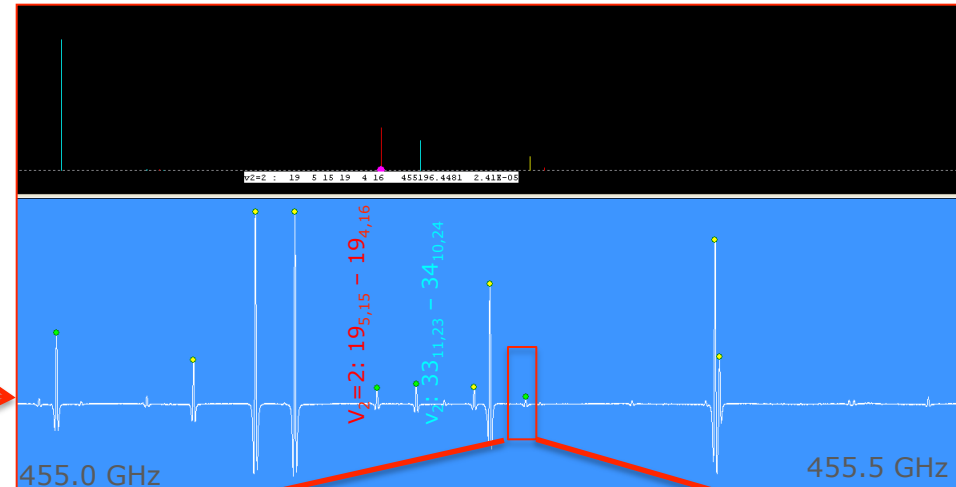 v2=2 : 19 5 15 19 4 16 455196.4481 2.41E-05
V2=2: 195,15 – 194,16
v2: 3311,23 – 3410,24
455.0 GHz
455.5 GHz